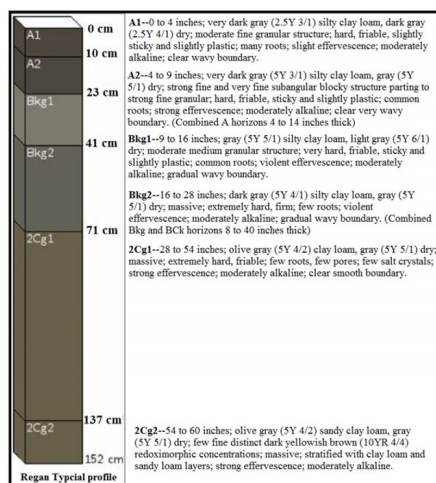 0 cm
A1
10 cm
A2
23 cm
Bkg1
41 cm
Bkg2
71 cm
2Cg1
137 cm
2Cg2
152 cm
Regan Typcial profile
A1--0 to 4 inches; very dark gray (2.5Y 3/1) silty clay loam, dark gray
(2.5Y 4/1) dry; moderate fine granular structure; hard, friable, slightly
sticky and slightly plastic; many roots; slight effervescence; moderately
alkaline; clear wavy boundary.
A2--4 to 9 inches; very dark gray (5Y 3/1) silty clay loam, gray (5Y
5/1) dry; strong fine and very fine subangular blocky structure parting to
strong fine granular; hard, friable, sticky and slightly plastic; common
roots; strong effervescence; moderately alkaline; clear very wavy
boundary. (Combined A horizons 4 to 14 inches thick)
Bkg1--9 to 16 inches; gray (5Y 5/1) silty clay loam, light gray (5Y 6/1)
dry; moderate medium granular structure; very hard, friable, sticky and
slightly plastic; common roots; violent effervescence; moderately
alkaline; gradual wavy boundary.
Bkg2--16 to 28 inches; dark gray (5Y 4/1) silty clay loam, gray (5Y
5/1) dry; massive; extremely hard, firm; few roots; violent
effervescence; moderately alkaline; gradual wavy boundary. (Combined
Bkg and BCk horizons 8 to 40 inches thick)
2Cg1--28 to 54 inches; olive gray (5Y 4/2) clay loam, gray (5Y 5/1) dry;
massive; extremely hard, friable; few roots, few pores; few salt crystals;
strong effervescence; moderately alkaline; clear smooth boundary.
2Cg2--54 to 60 inches; olive gray (5Y 4/2) sandy clay loam, gray
(5Y 5/1) dry; few fine distinct dark yellowish brown (10YR 4/4)
redoximorphic concentrations; massive; stratified with clay loam and
sandy loam layers; strong effervescence; moderately alkaline.